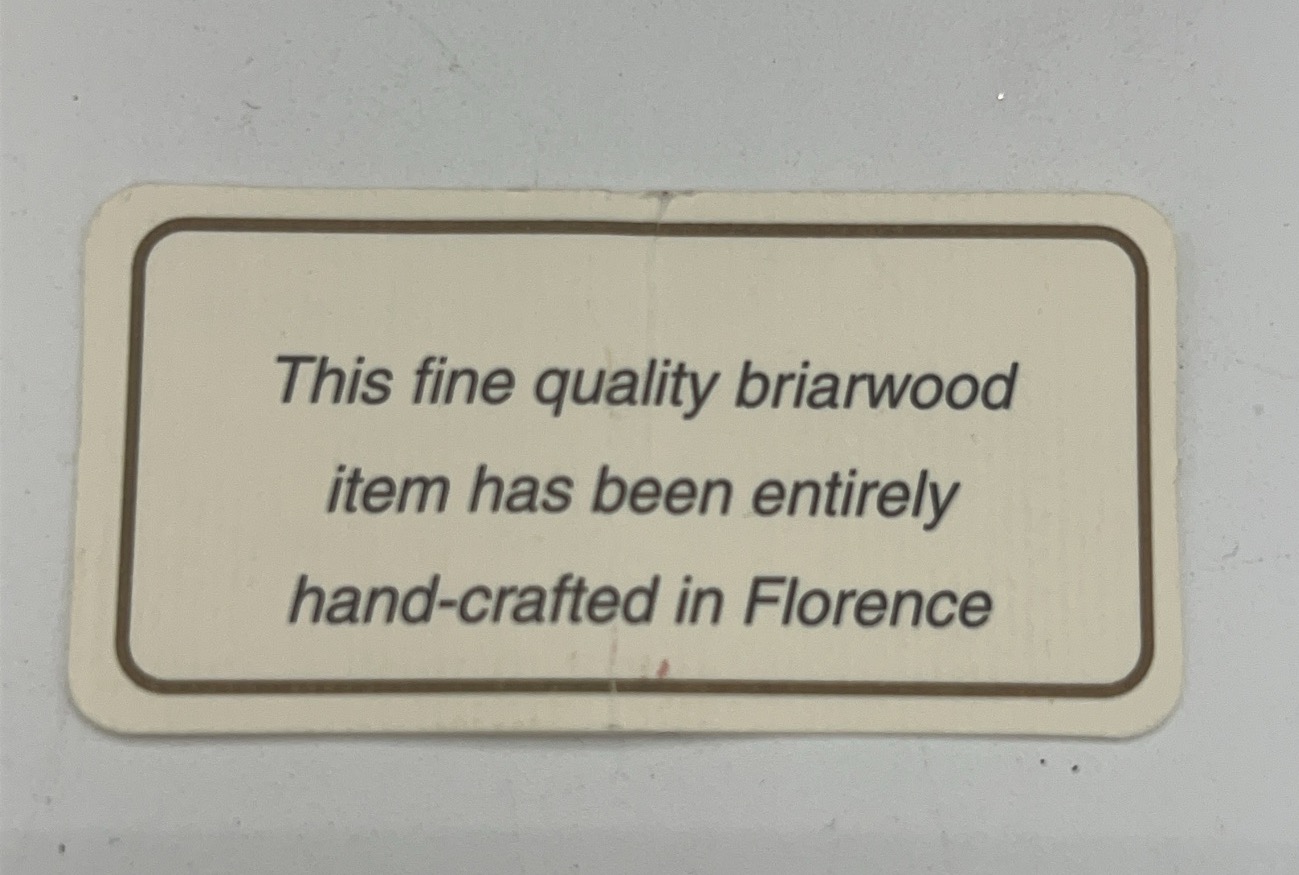 This fine quality briarwood
item has been entirely
hand-crafted in Florence